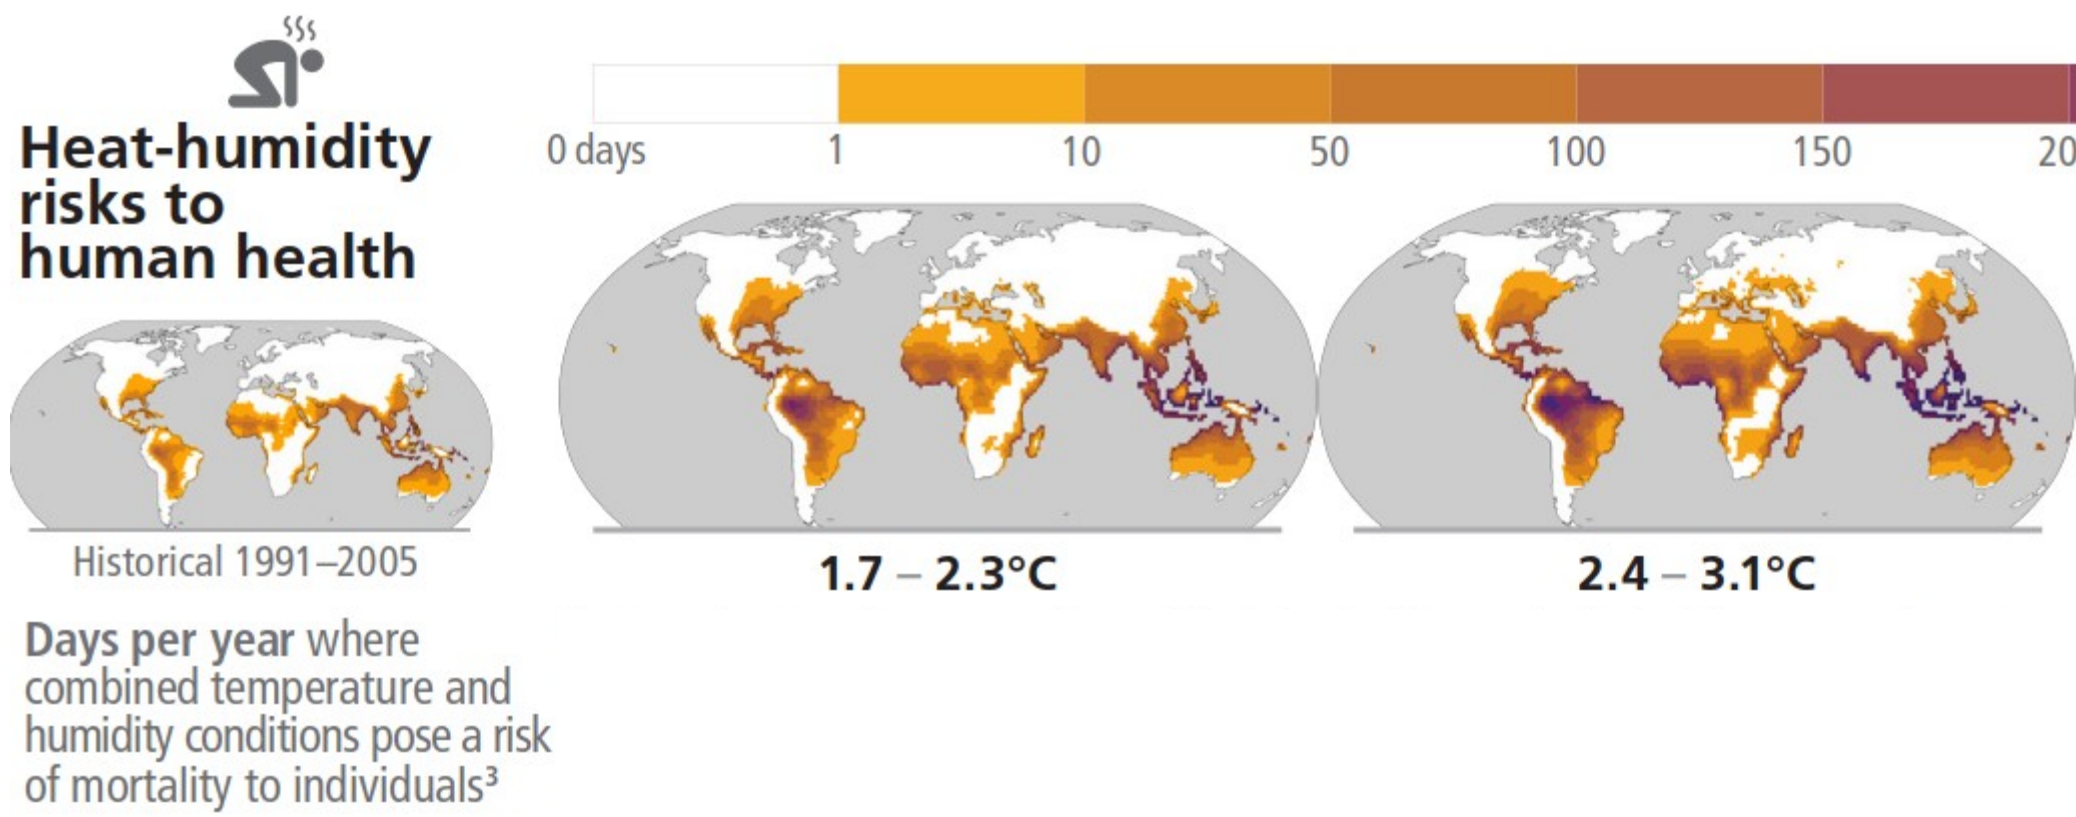 Heat-humidity
risks to
human health
0 days 1 10 50 100 150 20
Historical 1991–2005
1.7 – 2.3°C
2.4 – 3.1°C
Days per year where
combined temperature and
humidity conditions pose a risk
of mortality to individuals³